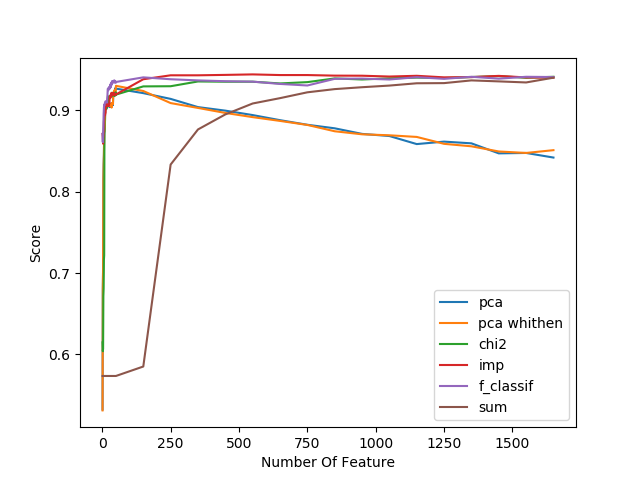 0.9
0.8
0.7
0.6
Score
0 250 500 750 1000 1250 1500
Number Of Feature
pca
pca whithen
chi2
imp
f_classif
sum